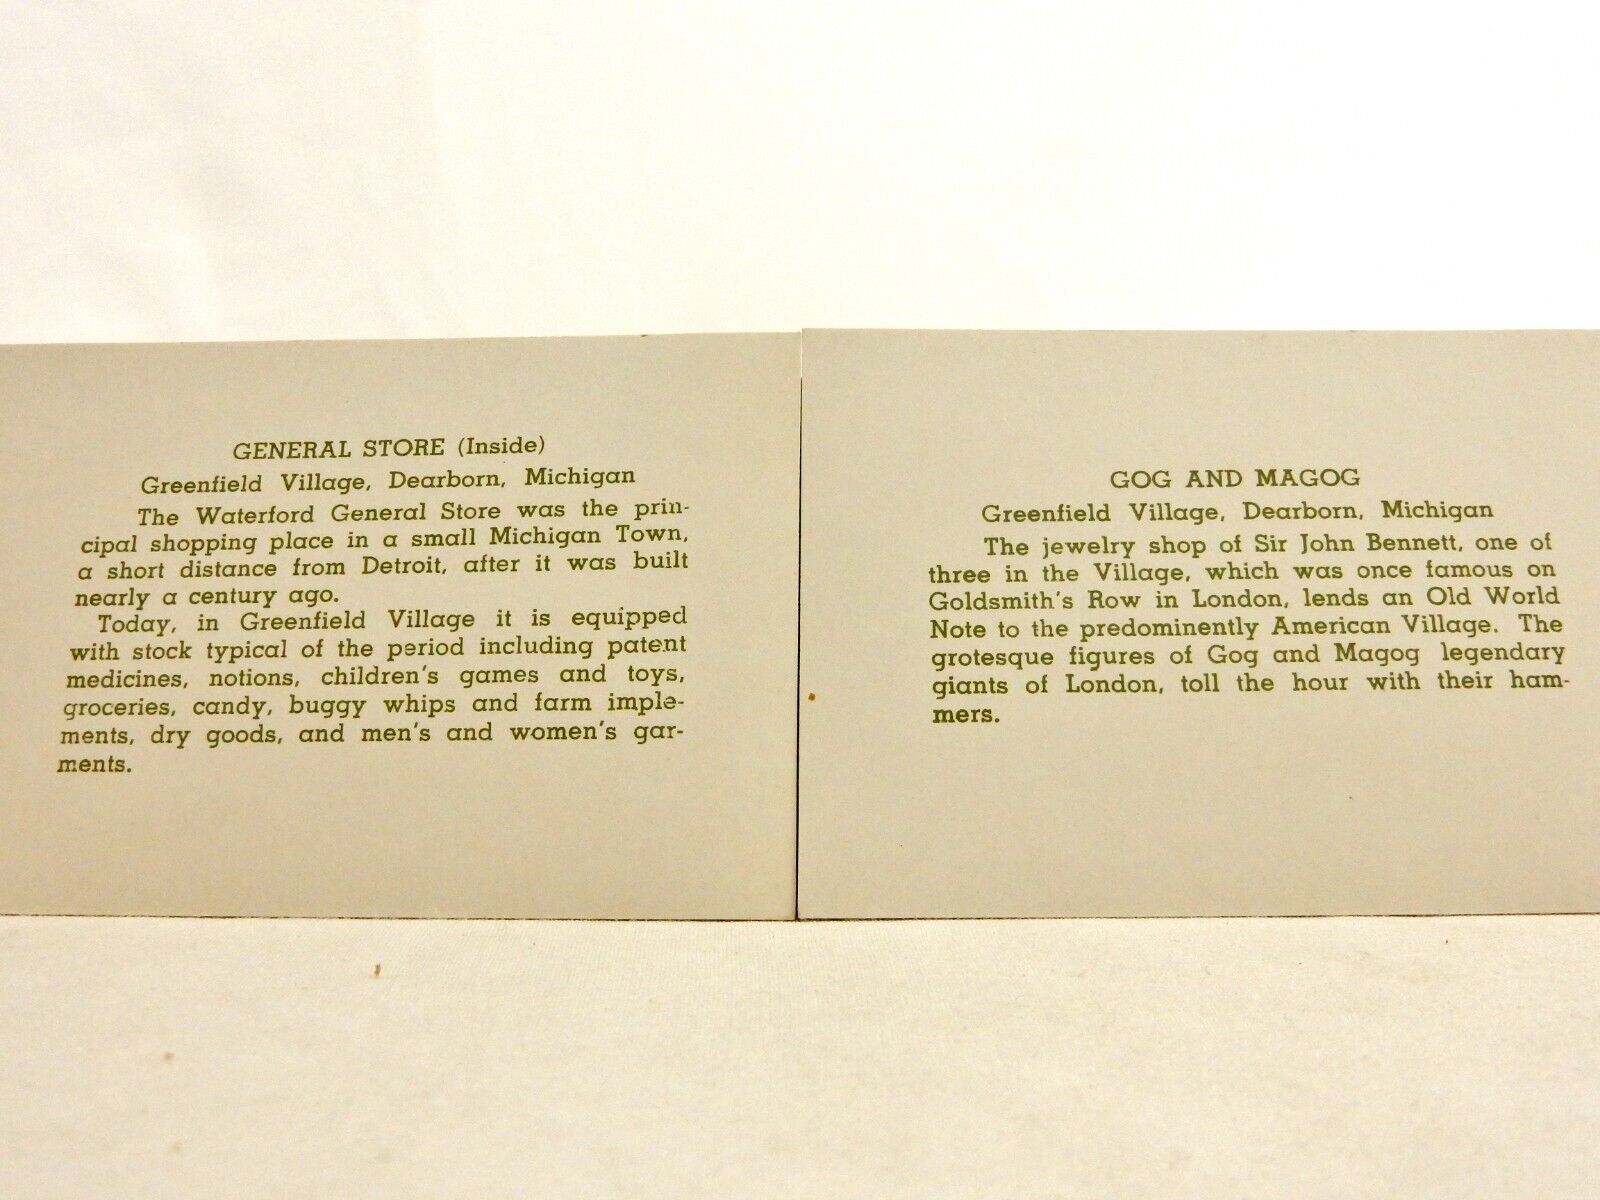 GENERAL STORE (Inside)
Greenfield Village, Dearborn, Michigan
The Waterford General Store was the prin-
cipal shopping place in a small Michigan Town,
a short distance from Detroit, after it was built
nearly a century ago.
Today, in Greenfield Village it is equipped
with stock typical of the period including patent
medicines, notions, children's games and toys,
groceries, candy, buggy whips and farm imple-
ments, dry goods, and men's and women's gar-
ments.
GOG AND MAGOG
Greenfield Village, Dearborn, Michigan
The jewelry shop of Sir John Bennett, one of
three in the Village, which was once famous on
Goldsmith's Row in London, lends an Old World
Note to the predominently American Village. The
grotesque figures of Gog and Magog legendary
giants of London, toll the hour with their ham-
mers.